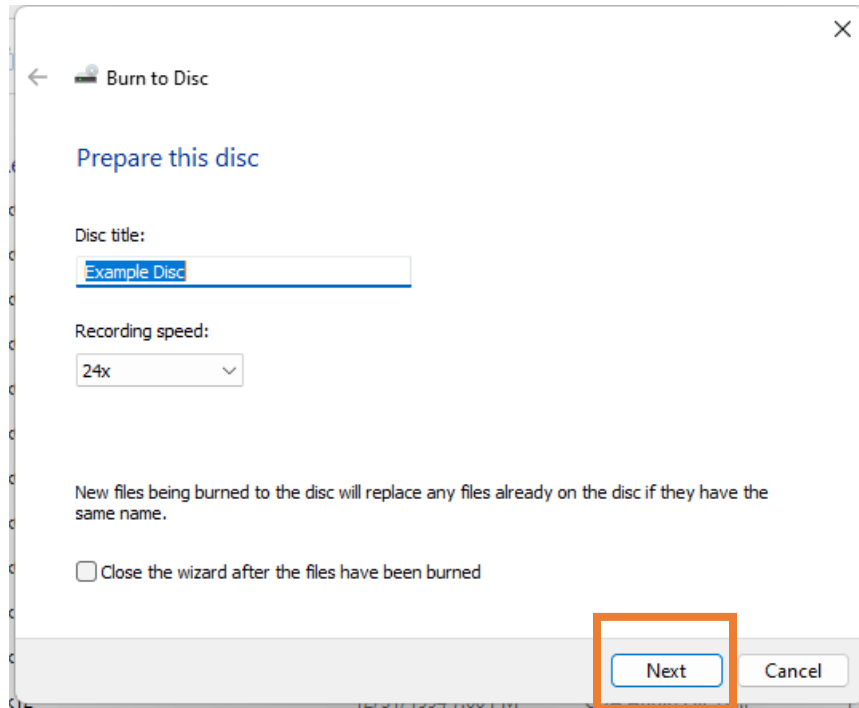 Burn to Disc
Prepare this disc
Disc title:
Example Disc
Recording speed:
24x
New files being burned to the disc will replace any files already on the disc if they have the
same name.
Close the wizard after the files have been burned
Next
Cancel